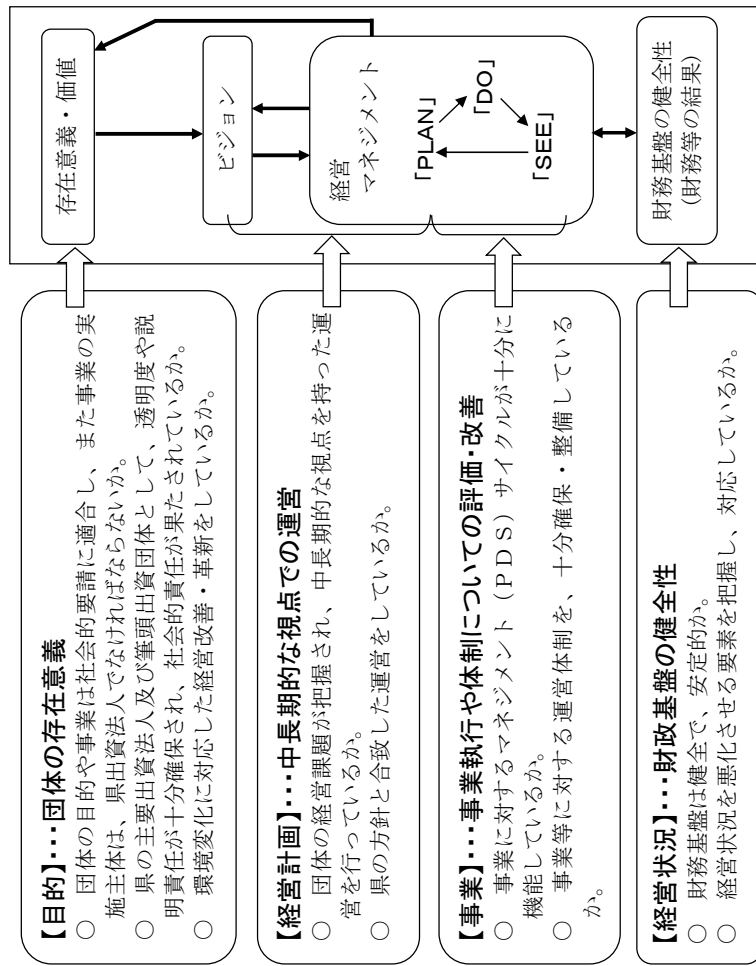 【目的】･･･団体の存在意義
○　団体の目的や事業は社会的要請に適合し、また事業の実
施主体は、県出資法人でなければならないか。
○　県の主要出資法人及び筆頭出資団体として、透明度や説
明責任が十分確保され、社会的責任が果たされているか。
○　環境変化に対応した経営改善・革新をしているか。
【経営計画】･･･中長期的な視点での運営
○　団体の経営課題が把握され、中長期的な視点を持った運
営を行っているか。
○　県の方針と合致した運営をしているか。
【事業】･･･事業執行や体制についての評価・改善
○　事業に対するマネジメント（ＰＤＳ）サイクルが十分に
機能しているか。
○　事業等に対する運営体制を、十分確保・整備している
か。
【経営状況】･･･財政基盤の健全性
○　財務基盤は健全で、安定的か。
○　経営状況を悪化させる要素を把握し、対応しているか。
存在意義・価値
ビジョン
経営
マネジメント
「PLAN」
「DO」
「SEE」
財務基盤の健全性
(財務等の結果)